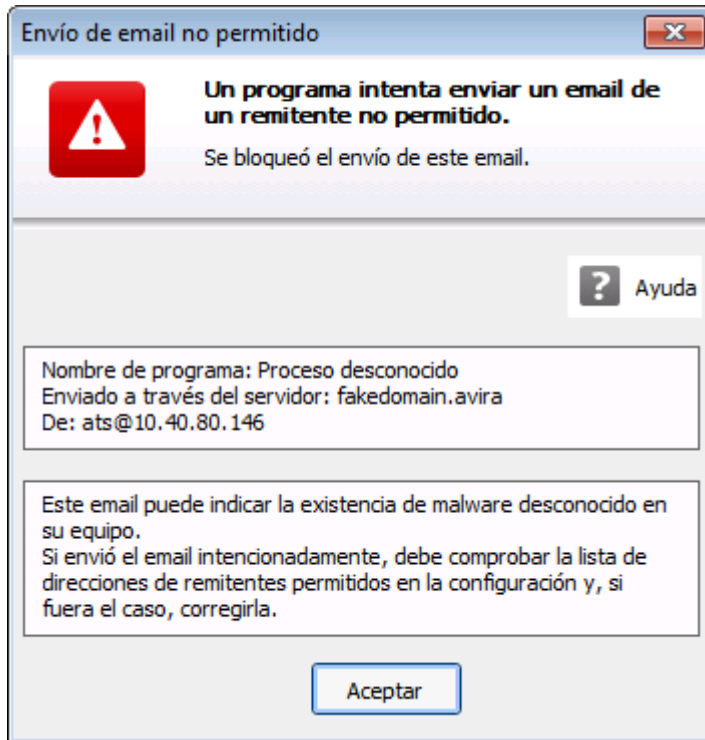 Envío de email no permitido
Un programa intenta enviar un email de
un remitente no permitido.
Se bloqueó el envío de este email.
Ayuda
Nombre de programa: Proceso desconocido
Enviado a través del servidor: fakedomain.avira
De: ats@10.40.80.146
Este email puede indicar la existencia de malware desconocido en
su equipo.
Si envió el email intencionadamente, debe comprobar la lista de
direcciones de remitentes permitidos en la configuración y, si
fuera el caso, corregirla.
Aceptar